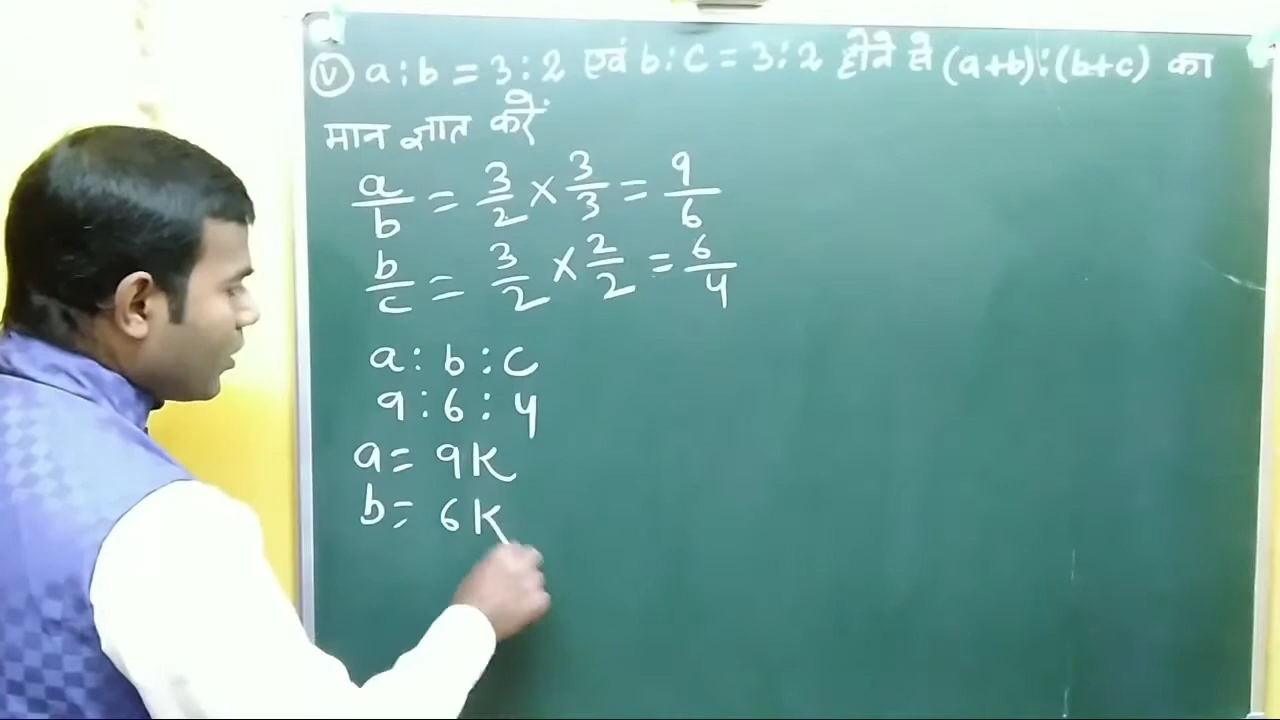 (v) a : b = 3 : 2 एवं b : c = 3 : 2 होने से (a+b) : (b+c) का
मान ज्ञात करें
a/b = 3/2 × 3/3 = 9/6
b/c = 3/2 × 2/2 = 6/4
a : b : c
9 : 6 : 4
a = 9K
b = 6K